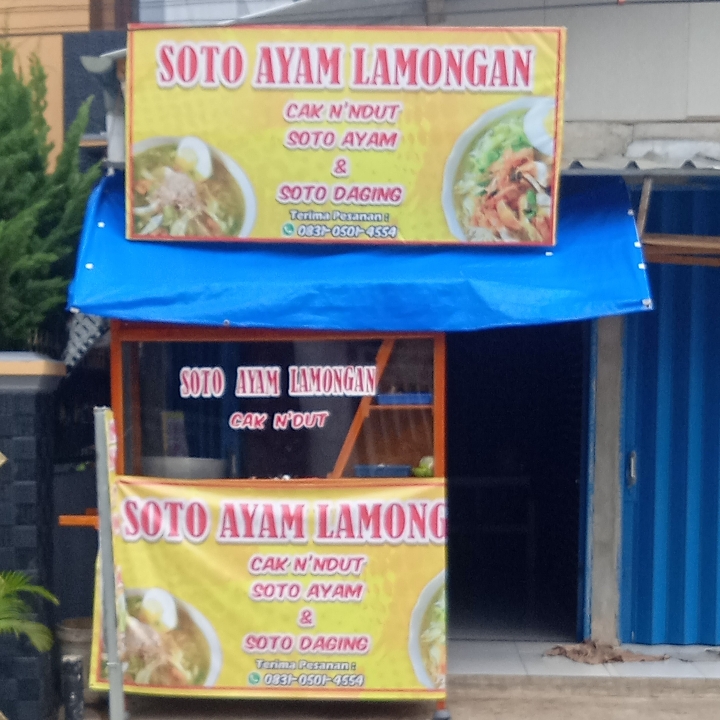 SOTO AYAM LAMONGAN
CAK N'NDUT
SOTO AYAM
&
SOTO DAGING
Terima Pesanan :
0831-0501-4554
SOTO AYAM LAMONGAN
CAK N'DUT
SOTO AYAM LAMONG
CAK N'NDUT
SOTO AYAM
&
SOTO DAGING
Terima Pesanan :
0831-0501-4554